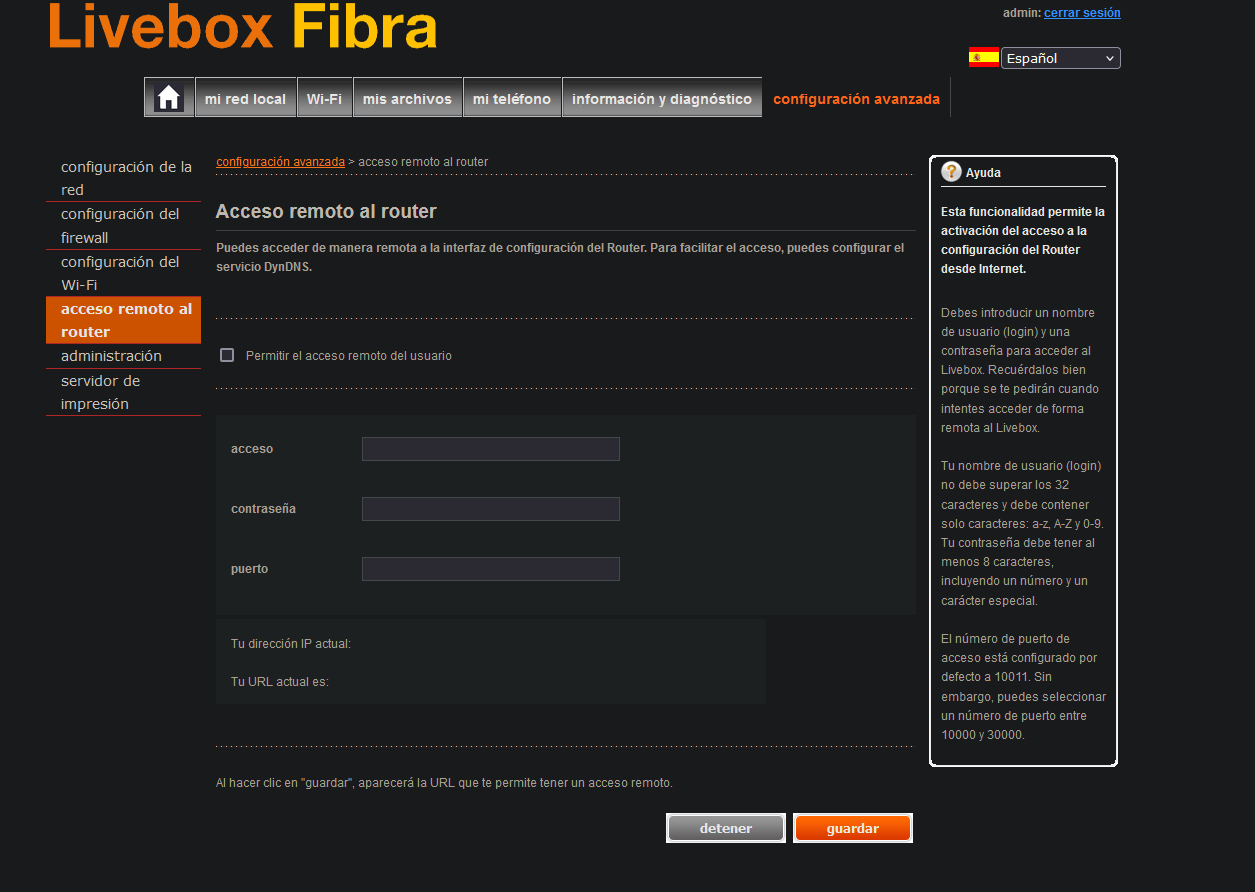 Livebox Fibra
admin: cerrar sesión
Español
mi red local
Wi-Fi
mis archivos
mi teléfono
información y diagnóstico
configuración avanzada
configuración de la
red
configuración del
firewall
configuración del
Wi-Fi
acceso remoto al
router
administración
servidor de
impresión
configuración avanzada > acceso remoto al router
Acceso remoto al router
Puedes acceder de manera remota a la interfaz de configuración del Router. Para facilitar el acceso, puedes configurar el
servicio DynDNS.
Permitir el acceso remoto del usuario
acceso
contraseña
puerto
Tu dirección IP actual:
Tu URL actual es:
Al hacer clic en "guardar", aparecerá la URL que te permite tener un acceso remoto.
detener
guardar
? Ayuda
Esta funcionalidad permite la
activación del acceso a la
configuración del Router
desde Internet.
Debes introducir un nombre
de usuario (login) y una
contraseña para acceder al
Livebox. Recuérdalos bien
porque se te pedirán cuando
intentes acceder de forma
remota al Livebox.
Tu nombre de usuario (login)
no debe superar los 32
caracteres y debe contener
solo caracteres: a-z, A-Z y 0-9.
Tu contraseña debe tener al
menos 8 caracteres,
incluyendo un número y un
carácter especial.
El número de puerto de
acceso está configurado por
defecto a 10011. Sin
embargo, puedes seleccionar
un número de puerto entre
10000 y 30000.